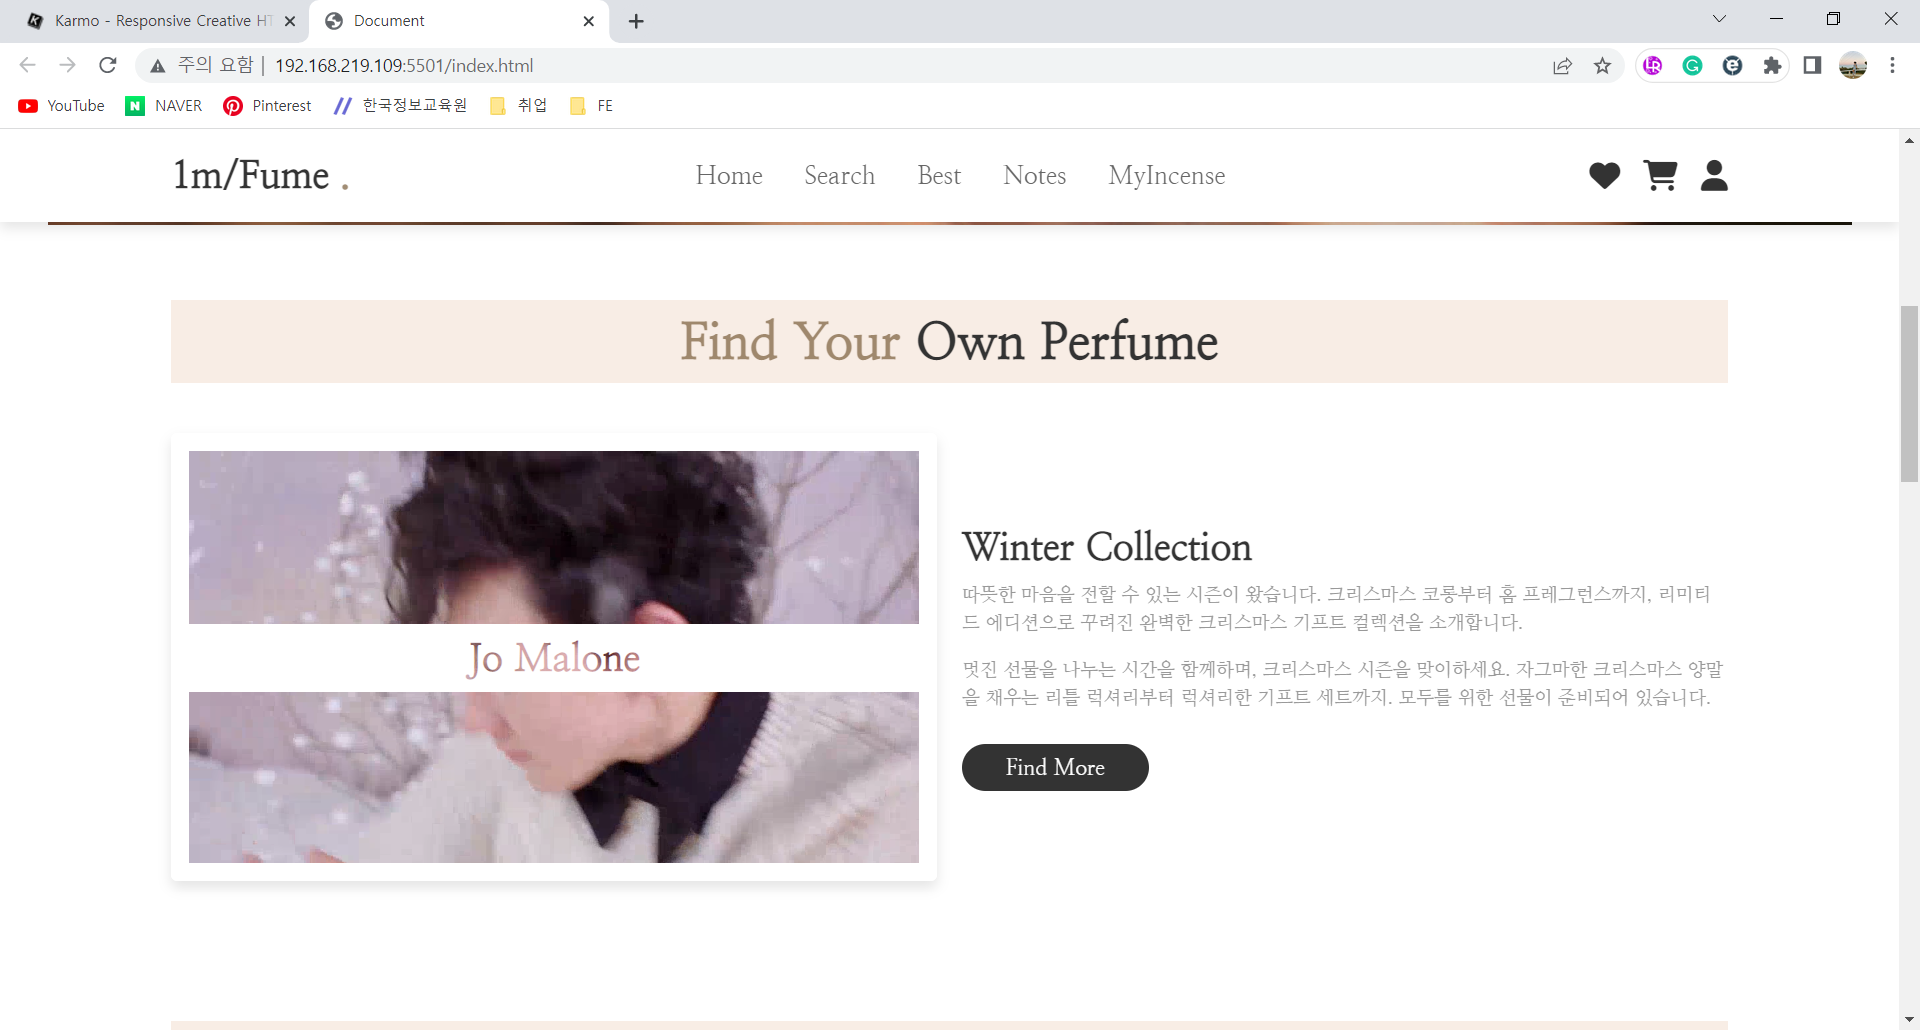 Karmo - Responsive Creative HT
Document
주의 요함 | 192.168.219.109:5501/index.html
YouTube NAVER Pinterest 한국정보교육원 취업 FE
1m/Fume .
Home Search Best Notes MyIncense
Find Your Own Perfume
Jo Malone
Winter Collection
따뜻한 마음을 전할 수 있는 시즌이 왔습니다. 크리스마스 코롱부터 홈 프레그런스까지, 리미티
드 에디션으로 꾸려진 완벽한 크리스마스 기프트 컬렉션을 소개합니다.
멋진 선물을 나누는 시간을 함께하며, 크리스마스 시즌을 맞이하세요. 자그마한 크리스마스 양말
을 채우는 리틀 럭셔리부터 럭셔리한 기프트 세트까지. 모두를 위한 선물이 준비되어 있습니다.
Find More